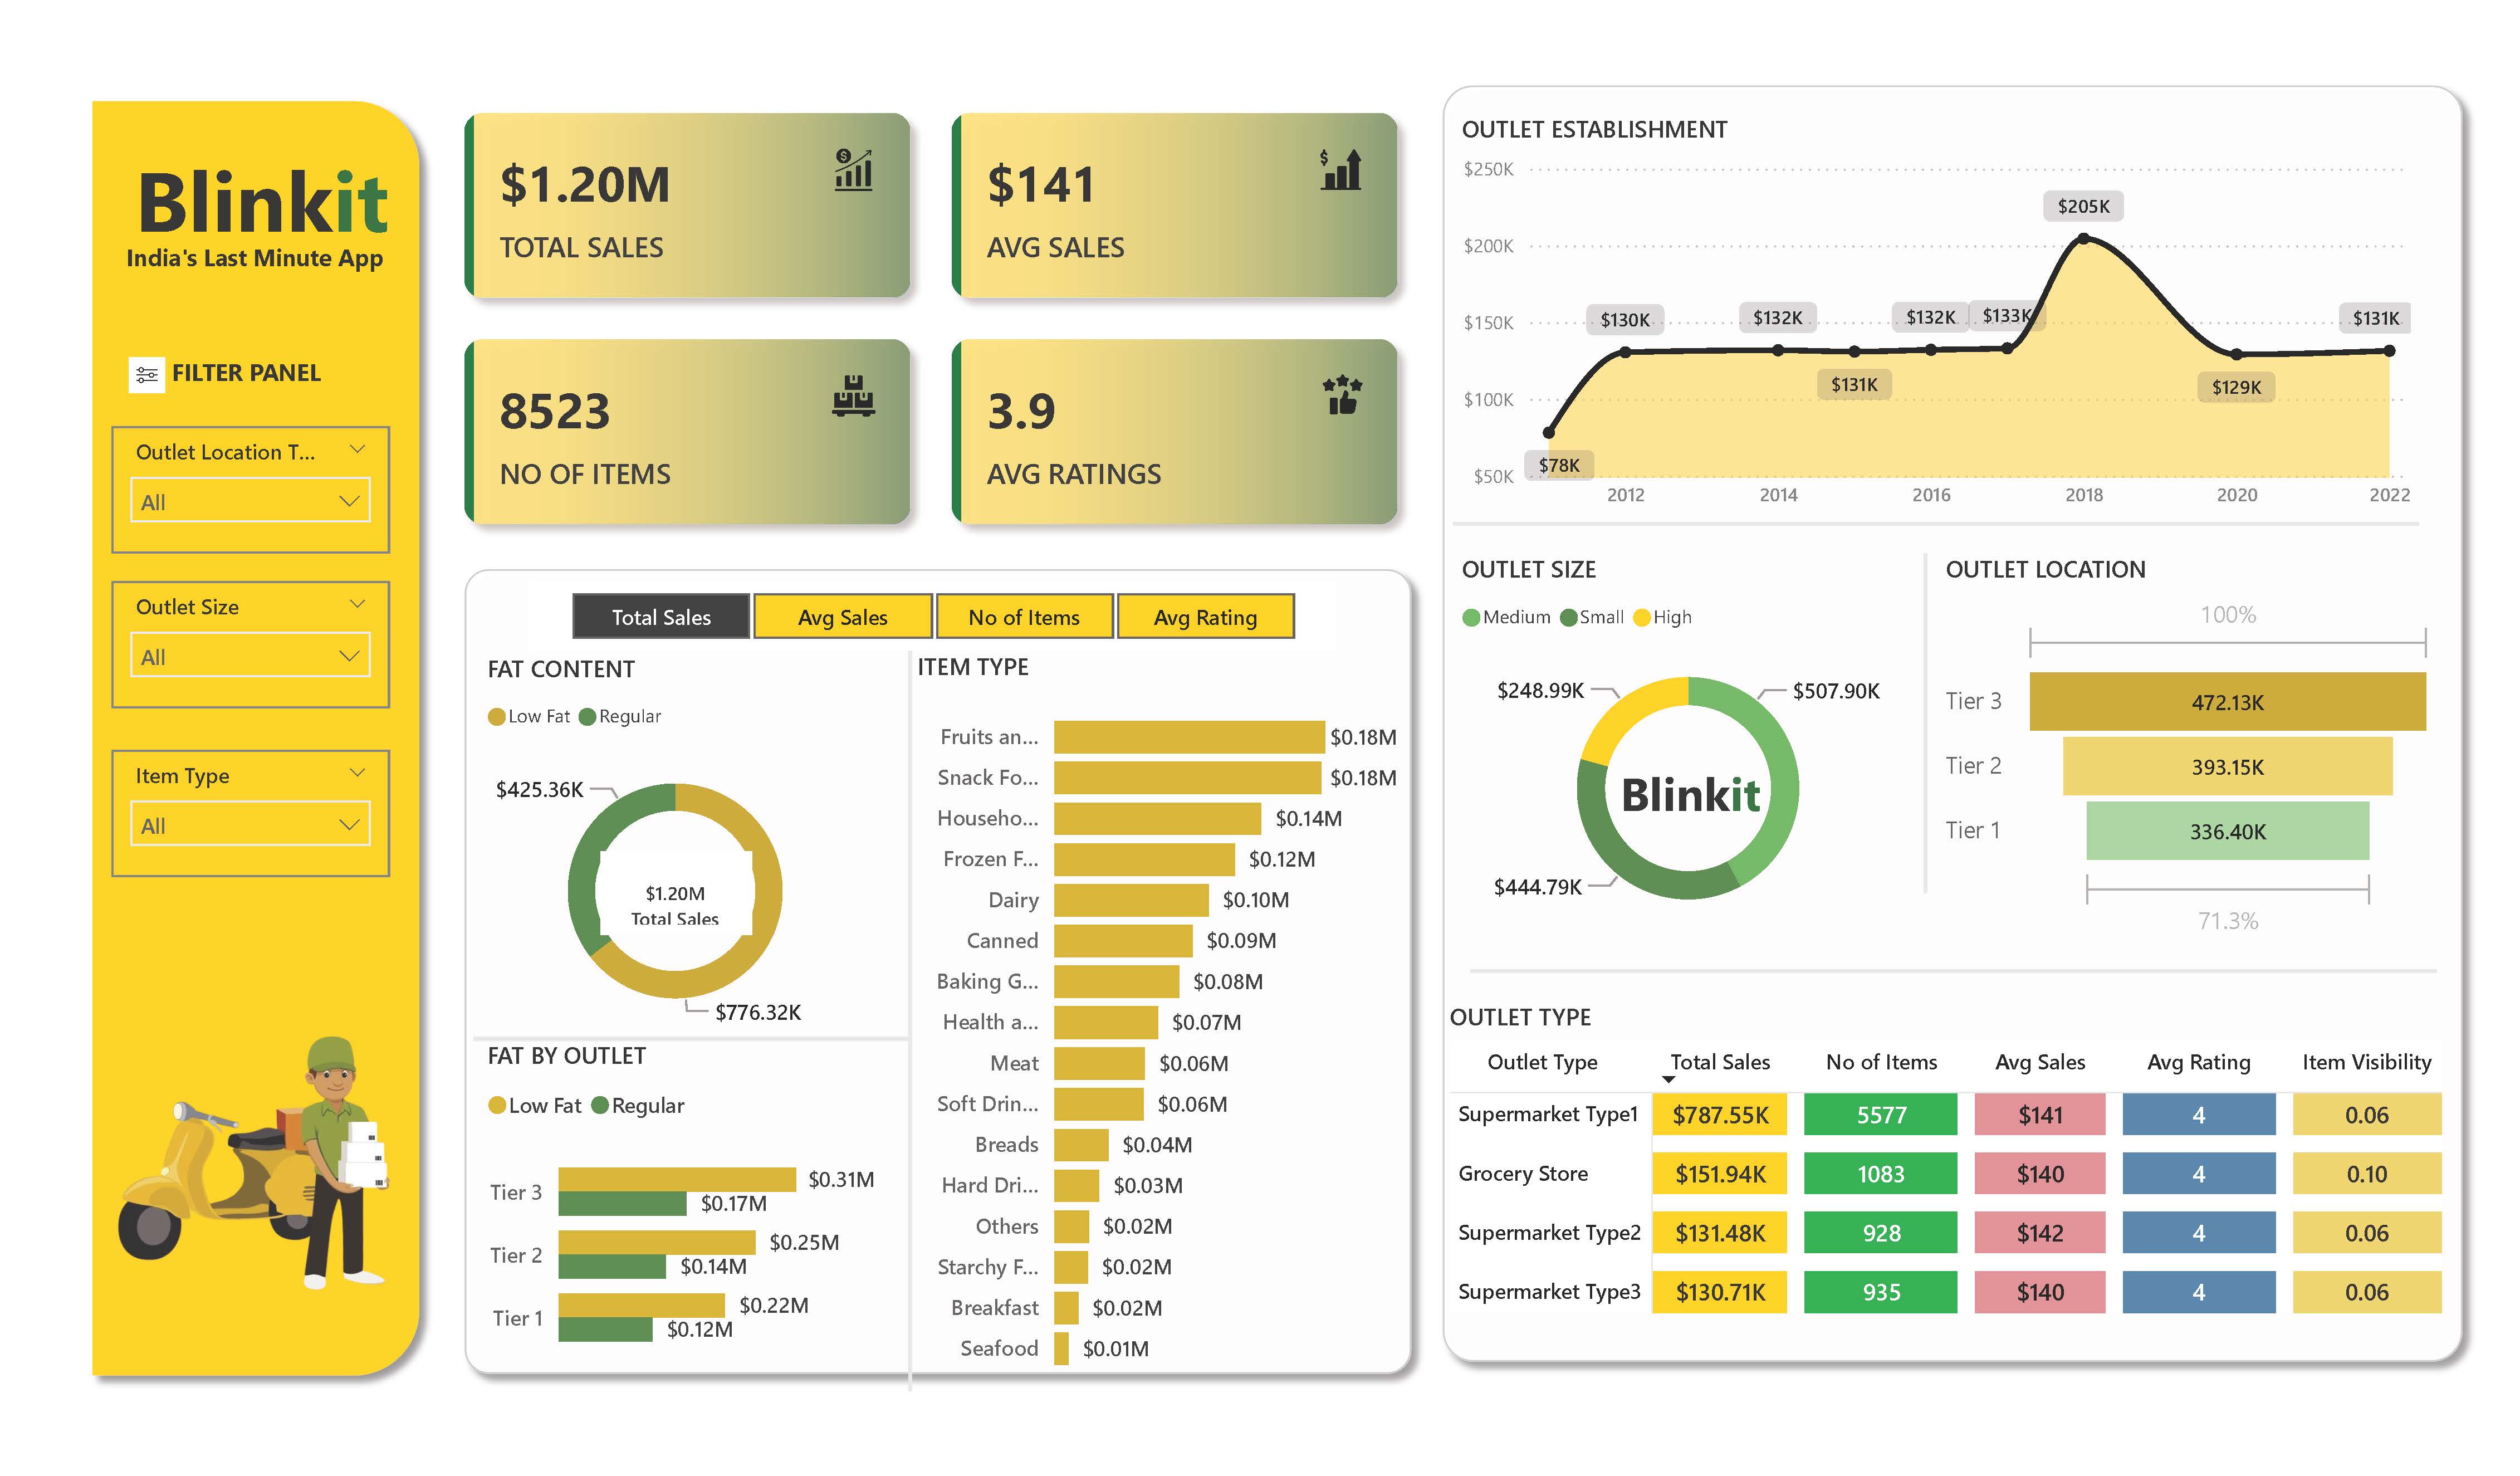 Blinkit
India's Last Minute App
FILTER PANEL
Outlet Location T...
All
Outlet Size
All
Item Type
All
$1.20M
TOTAL SALES
$141
AVG SALES
8523
NO OF ITEMS
3.9
AVG RATINGS
Total Sales
Avg Sales
No of Items
Avg Rating
FAT CONTENT
Low Fat Regular
$425.36K
$1.20M
Total Sales
$776.32K
FAT BY OUTLET
Low Fat Regular
Tier 3 $0.31M
$0.17M
Tier 2 $0.25M
$0.14M
Tier 1 $0.22M
$0.12M
ITEM TYPE
Fruits an... $0.18M
Snack Fo... $0.18M
Househo... $0.14M
Frozen F... $0.12M
Dairy $0.10M
Canned $0.09M
Baking G... $0.08M
Health a... $0.07M
Meat $0.06M
Soft Drin... $0.06M
Breads $0.04M
Hard Dri... $0.03M
Others $0.02M
Starchy F... $0.02M
Breakfast $0.02M
Seafood $0.01M
OUTLET ESTABLISHMENT
$250K
$200K
$150K
$100K
$50K
$78K
$130K
$132K
$131K
$132K
$133K
$205K
$129K
$131K
2012 2014 2016 2018 2020 2022
OUTLET SIZE
Medium Small High
$248.99K
$507.90K
Blinkit
$444.79K
OUTLET LOCATION
100%
Tier 3 472.13K
Tier 2 393.15K
Tier 1 336.40K
71.3%
OUTLET TYPE
Outlet Type Total Sales No of Items Avg Sales Avg Rating Item Visibility
Supermarket Type1 $787.55K 5577 $141 4 0.06
Grocery Store $151.94K 1083 $140 4 0.10
Supermarket Type2 $131.48K 928 $142 4 0.06
Supermarket Type3 $130.71K 935 $140 4 0.06